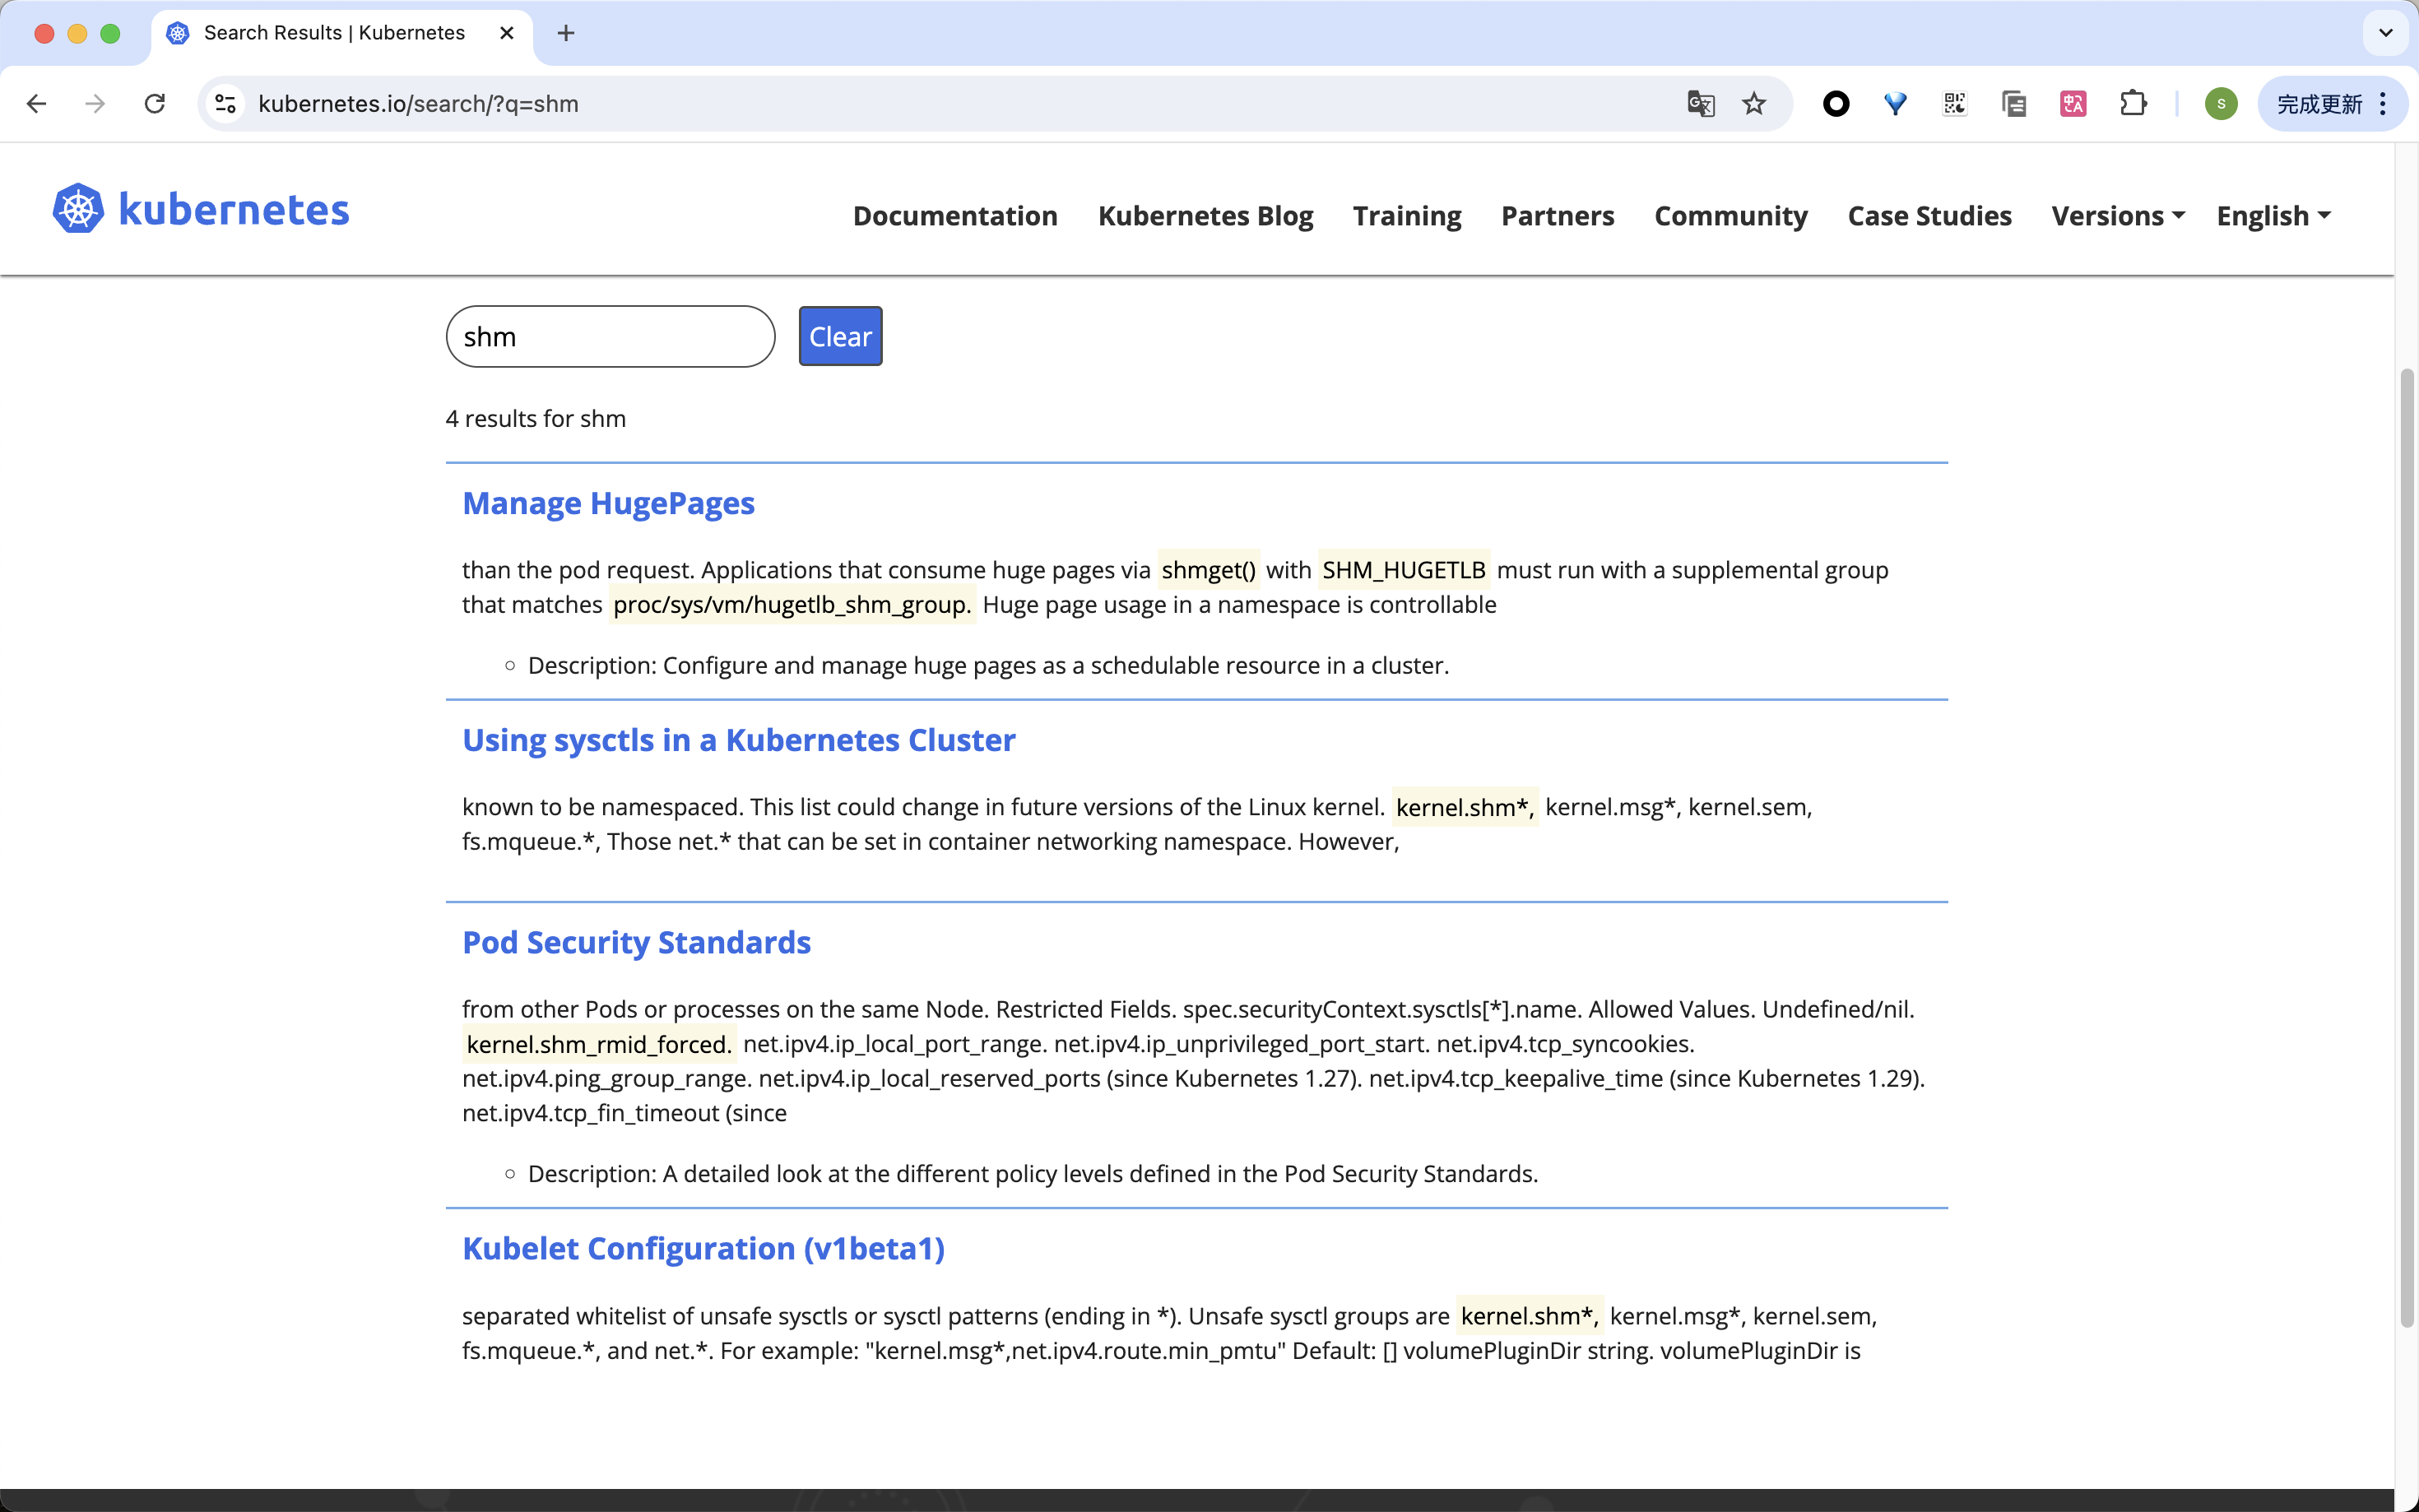 Search Results | Kubernetes
kubernetes.io/search/?q=shm
S
完成更新
kubernetes
Documentation Kubernetes Blog Training Partners Community Case Studies Versions English
shm
Clear
4 results for shm
Manage HugePages
than the pod request. Applications that consume huge pages via shmget() with SHM_HUGETLB must run with a supplemental group
that matches proc/sys/vm/hugetlb_shm_group. Huge page usage in a namespace is controllable
Description: Configure and manage huge pages as a schedulable resource in a cluster.
Using sysctls in a Kubernetes Cluster
known to be namespaced. This list could change in future versions of the Linux kernel. kernel.shm*, kernel.msg*, kernel.sem,
fs.mqueue.*, Those net.* that can be set in container networking namespace. However,
Pod Security Standards
from other Pods or processes on the same Node. Restricted Fields. spec.securityContext.sysctls[*].name. Allowed Values. Undefined/nil.
kernel.shm_rmid_forced. net.ipv4.ip_local_port_range. net.ipv4.ip_unprivileged_port_start. net.ipv4.tcp_syncookies.
net.ipv4.ping_group_range. net.ipv4.ip_local_reserved_ports (since Kubernetes 1.27). net.ipv4.tcp_keepalive_time (since Kubernetes 1.29).
net.ipv4.tcp_fin_timeout (since
Description: A detailed look at the different policy levels defined in the Pod Security Standards.
Kubelet Configuration (v1beta1)
separated whitelist of unsafe sysctls or sysctl patterns (ending in *). Unsafe sysctl groups are kernel.shm*, kernel.msg*, kernel.sem,
fs.mqueue.*, and net.*. For example: "kernel.msg*,net.ipv4.route.min_pmtu" Default: [] volumePluginDir string. volumePluginDir is